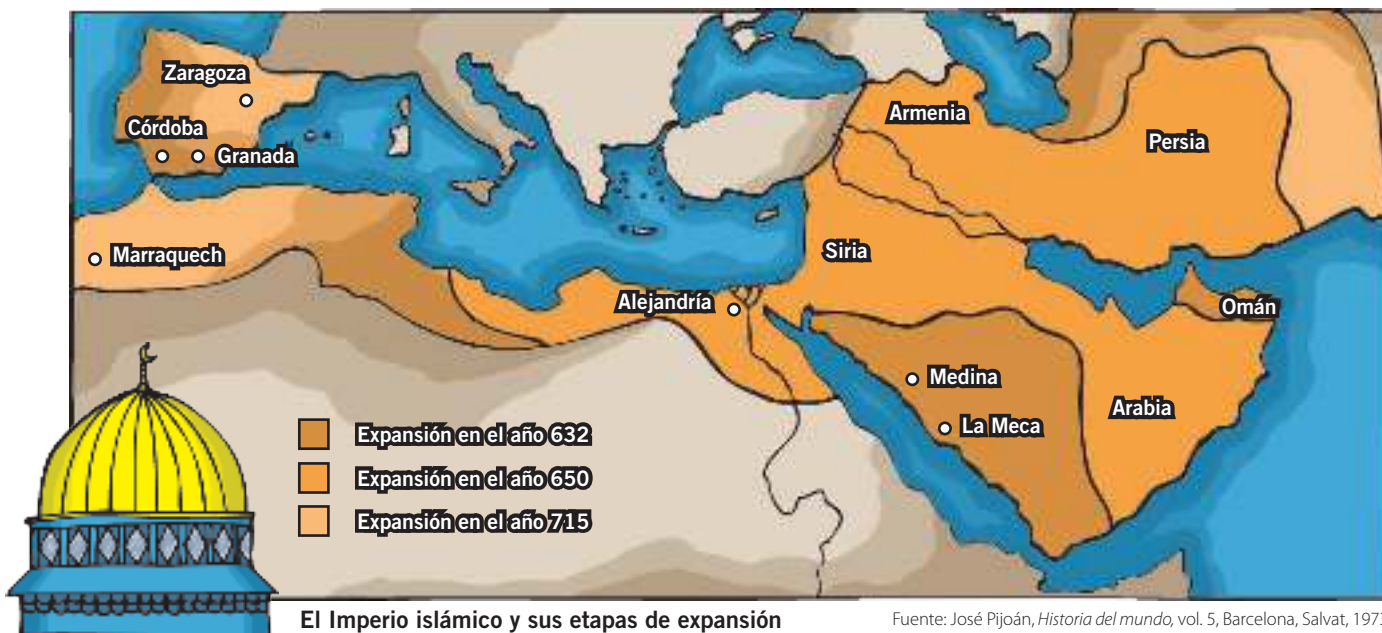 Zaragoza
Córdoba
Granada
Marraquech
Armenia
Persia
Siria
Alejandría
Omán
Medina
La Meca
Arabia
Expansión en el año 632
Expansión en el año 650
Expansión en el año 715
El Imperio islámico y sus etapas de expansión
Fuente: José Pijoán, Historia del mundo, vol. 5, Barcelona, Salvat, 1973